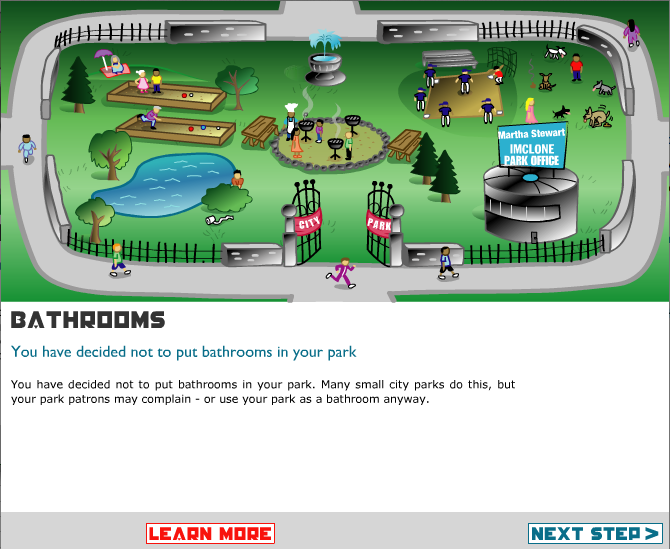 Martha Stewart
IMCLONE
PARK OFFICE
CITY PARK
BATHROOMS
You have decided not to put bathrooms in your park
You have decided not to put bathrooms in your park. Many small city parks do this, but
your park patrons may complain - or use your park as a bathroom anyway.
LEARN MORE
NEXT STEP >